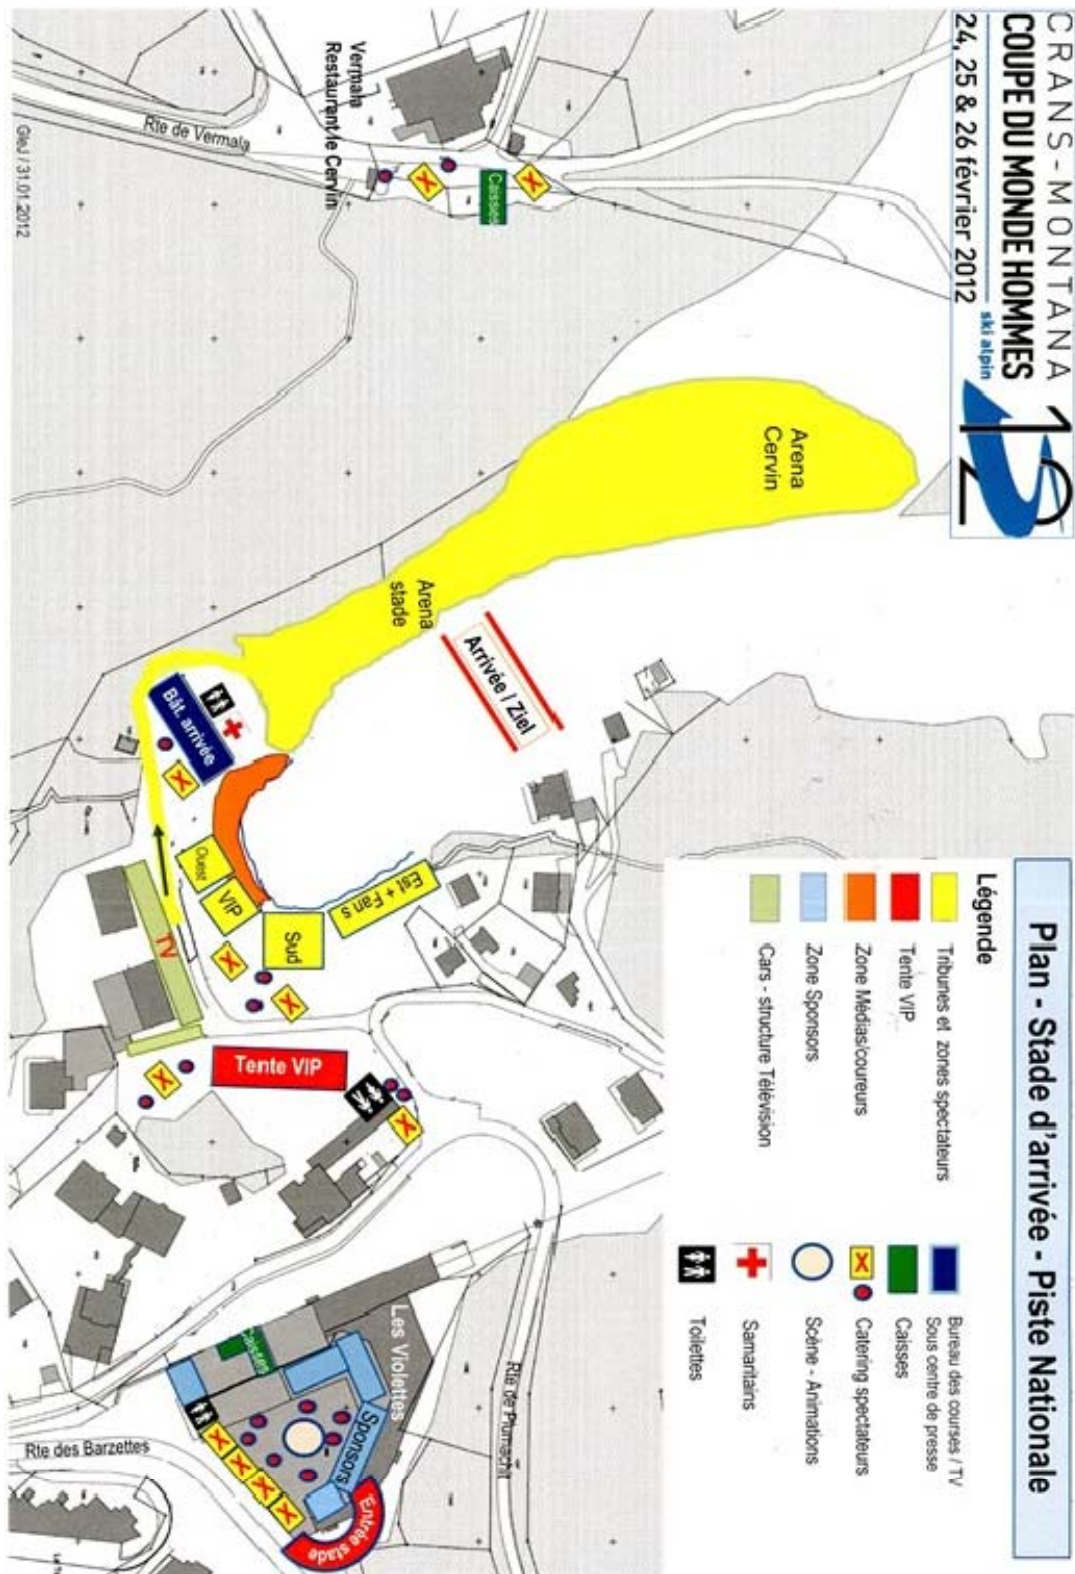 CRANS-MONTANA
COUPE DU MONDE HOMMES
ski alpin
24, 25 & 26 février 2012
12
Plan - Stade d'arrivée - Piste Nationale
Légende
Tribunes et zones spectateurs
Tente VIP
Zone Médias/coureurs
Zone Sponsors
Cars - structure Télévision
Bureau des courses / TV
Sous centre de presse
Caisses
Catering spectateurs
Scène - Animations
Samaritains
Toilettes
Vermala
Restaurant le Cervin
Rte de Vermala
Caisses
Arena
Cervin
Arena
stade
Arrivée / Ziel
Bât. arrivée
Ouest
VIP
Sud
Est + Fans
TV
Tente VIP
Les Violettes
Caisses
Sponsors
Entrée stade
Rte de Plumachit
Rte des Barzettes
GleJ / 31.01.2012